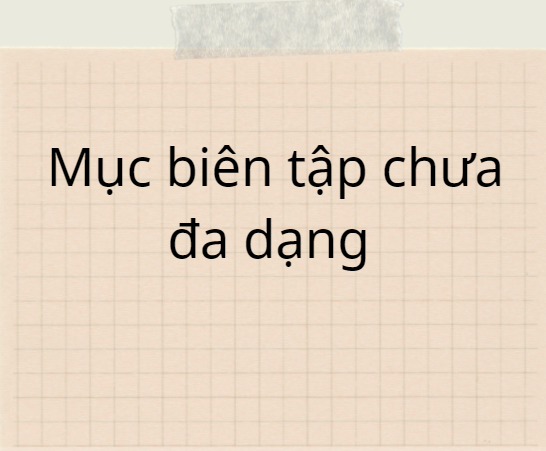 Mục biên tập chưa
đa dạng